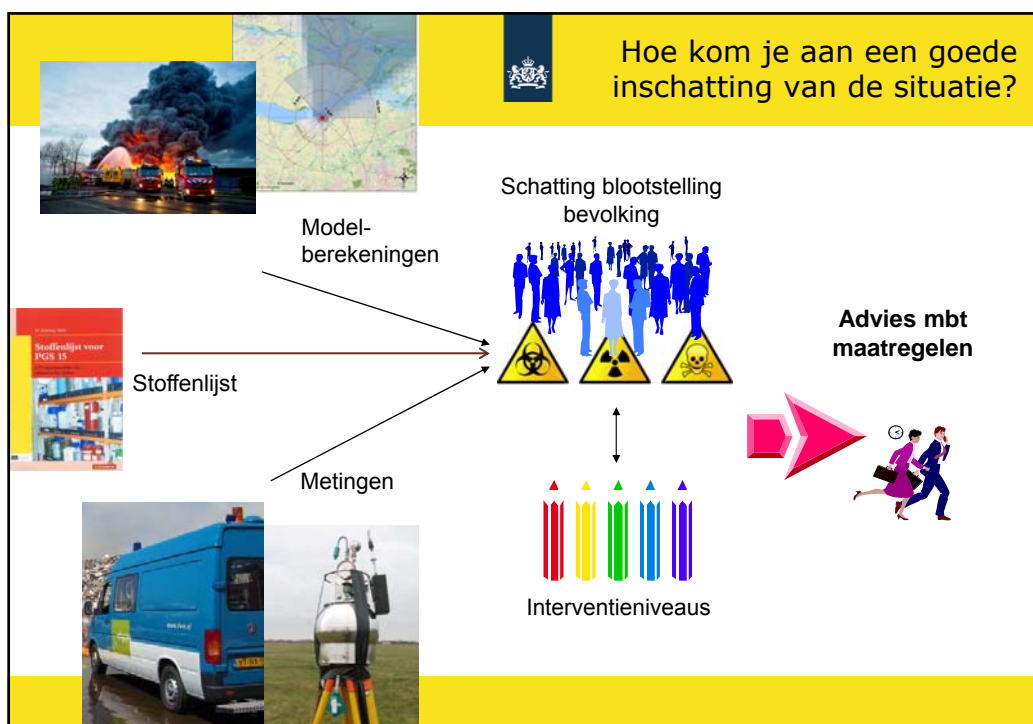 Hoe kom je aan een goede
inschatting van de situatie?
Schatting blootstelling
bevolking
Model-
berekeningen
Advies mbt
maatregelen
Stoffenlijst voor
PGS 15
Stoffenlijst
Metingen
Interventieniveaus